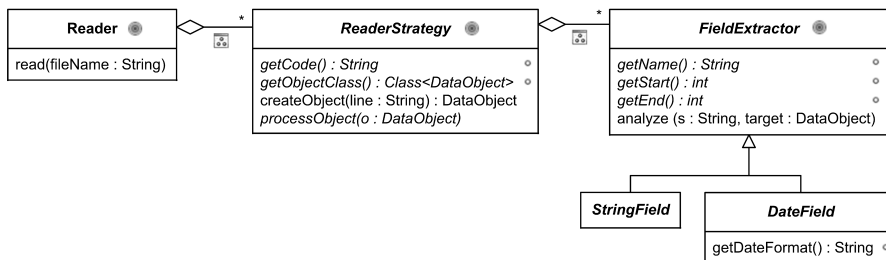 Reader
read(fileName : String)
*
ReaderStrategy
getCode() : String
getObjectClass() : Class<DataObject>
createObject(line : String) : DataObject
processObject(o : DataObject)
*
FieldExtractor
getName() : String
getStart() : int
getEnd() : int
analyze (s : String, target : DataObject)
StringField
DateField
getDateFormat() : String